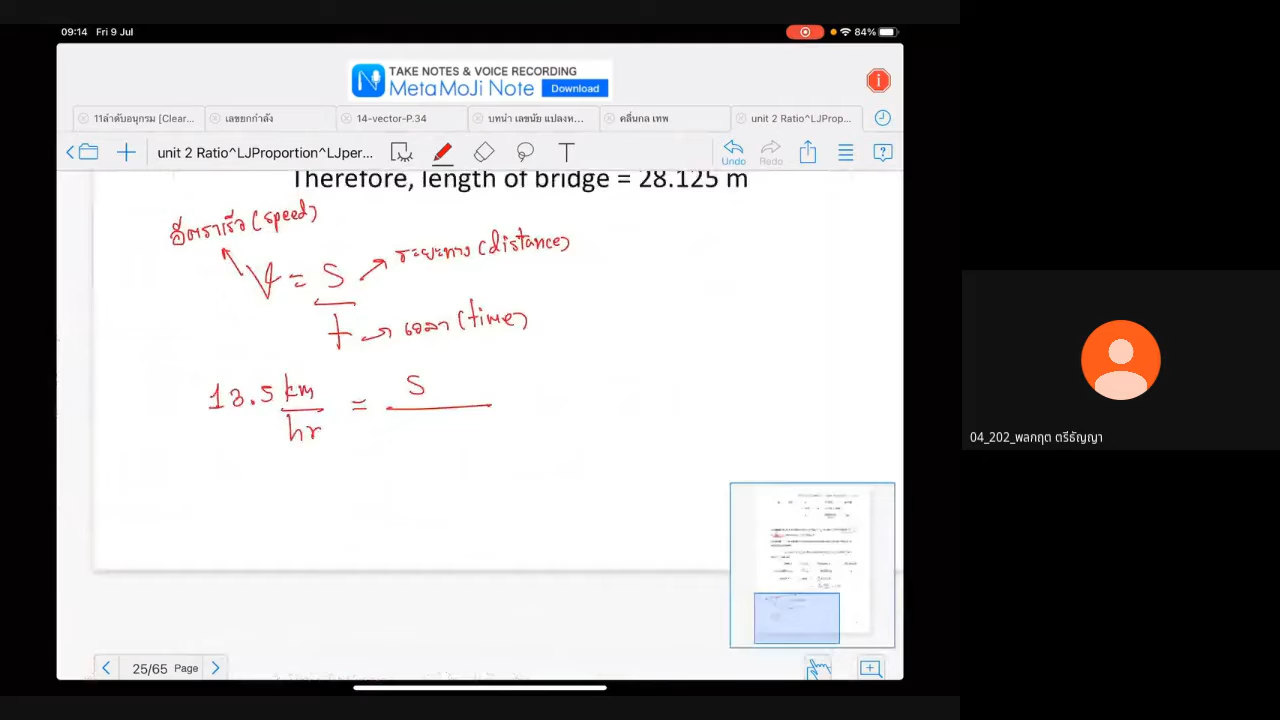 09:14 Fri 9 Jul
84%
TAKE NOTES & VOICE RECORDING
MetaMoJi Note Download
11ลำดับอนุกรม [Clear... เลขยกกำลัง 14-vector-P.34 บทนำ เลขนัย แปลงห... คลื่นกล เทพ unit 2 Ratio^LJProp...
unit 2 Ratio^LJProportion^LJper... T Undo Redo
Therefore, length of bridge = 28.125 m
อัตราเร็ว (speed)
V = S ระยะทาง (distance)
t เวลา (time)
13.5 km = S
hr
04_202_พลกฤต ตรีธัญญา
25/65 Page